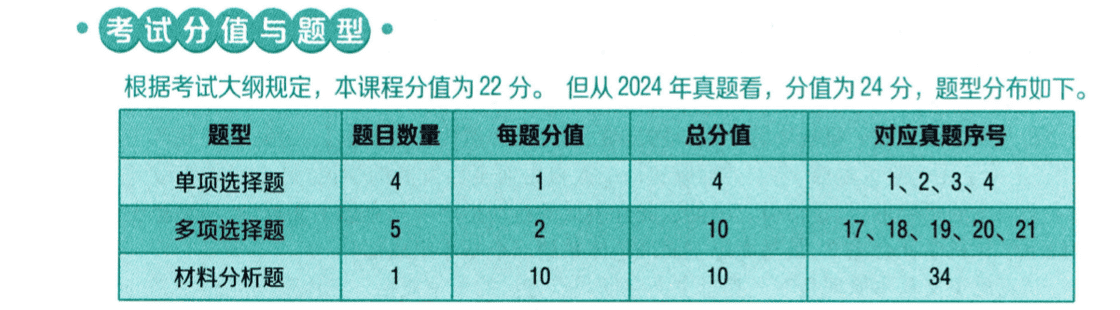 考试分值与题型
根据考试大纲规定，本课程分值为 22 分。 但从 2024 年真题看，分值为 24 分，题型分布如下。
题型 题目数量 每题分值 总分值 对应真题序号
单项选择题 4 1 4 1、2、3、4
多项选择题 5 2 10 17、18、19、20、21
材料分析题 1 10 10 34